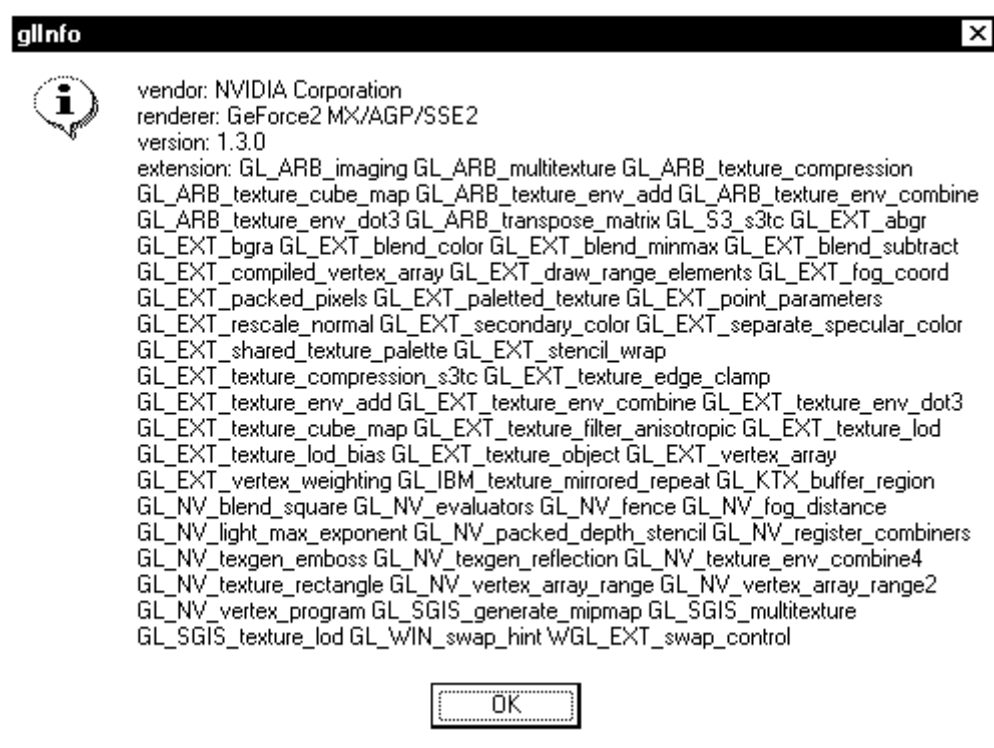 glInfo
vendor: NVIDIA Corporation
renderer: GeForce2 MX/AGP/SSE2
version: 1.3.0
extension: GL_ARB_imaging GL_ARB_multitexture GL_ARB_texture_compression
GL_ARB_texture_cube_map GL_ARB_texture_env_add GL_ARB_texture_env_combine
GL_ARB_texture_env_dot3 GL_ARB_transpose_matrix GL_S3_s3tc GL_EXT_abgr
GL_EXT_bgra GL_EXT_blend_color GL_EXT_blend_minmax GL_EXT_blend_subtract
GL_EXT_compiled_vertex_array GL_EXT_draw_range_elements GL_EXT_fog_coord
GL_EXT_packed_pixels GL_EXT_paletted_texture GL_EXT_point_parameters
GL_EXT_rescale_normal GL_EXT_secondary_color GL_EXT_separate_specular_color
GL_EXT_shared_texture_palette GL_EXT_stencil_wrap
GL_EXT_texture_compression_s3tc GL_EXT_texture_edge_clamp
GL_EXT_texture_env_add GL_EXT_texture_env_combine GL_EXT_texture_env_dot3
GL_EXT_texture_cube_map GL_EXT_texture_filter_anisotropic GL_EXT_texture_lod
GL_EXT_texture_lod_bias GL_EXT_texture_object GL_EXT_vertex_array
GL_EXT_vertex_weighting GL_IBM_texture_mirrored_repeat GL_KTX_buffer_region
GL_NV_blend_square GL_NV_evaluators GL_NV_fence GL_NV_fog_distance
GL_NV_light_max_exponent GL_NV_packed_depth_stencil GL_NV_register_combiners
GL_NV_texgen_emboss GL_NV_texgen_reflection GL_NV_texture_env_combine4
GL_NV_texture_rectangle GL_NV_vertex_array_range GL_NV_vertex_array_range2
GL_NV_vertex_program GL_SGIS_generate_mipmap GL_SGIS_multitexture
GL_SGIS_texture_lod GL_WIN_swap_hint WGL_EXT_swap_control
OK